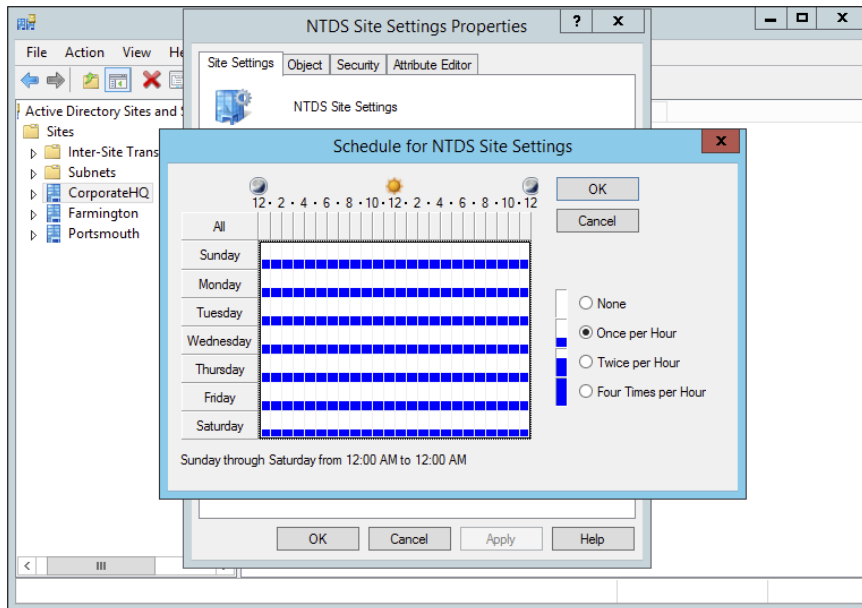 NTDS Site Settings Properties
? x
File Action View He
Site Settings Object Security Attribute Editor
NTDS Site Settings
Active Directory Sites and S
Sites
Inter-Site Trans
Subnets
CorporateHQ
Farmington
Portsmouth
Schedule for NTDS Site Settings
x
12 · 2 · 4 · 6 · 8 · 10 · 12 · 2 · 4 · 6 · 8 · 10 · 12
All
Sunday
Monday
Tuesday
Wednesday
Thursday
Friday
Saturday
OK
Cancel
None
Once per Hour
Twice per Hour
Four Times per Hour
Sunday through Saturday from 12:00 AM to 12:00 AM
OK Cancel Apply Help